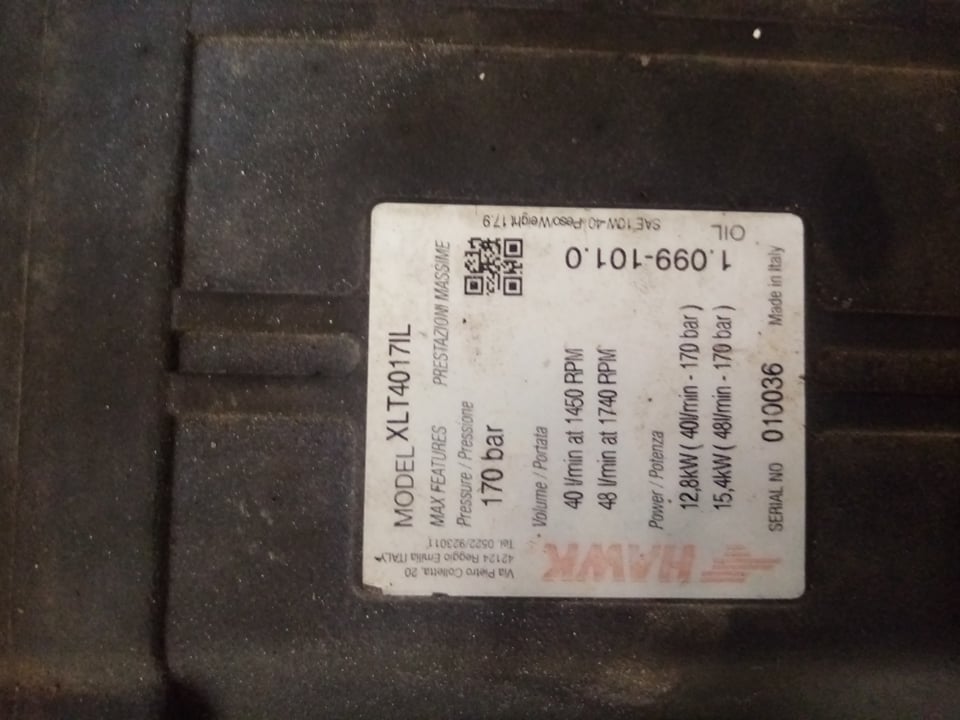 MODEL XLT4017IL
MAX FEATURES PRESTAZIONI MASSIME
Pressure / Pressione
170 bar
Volume / Portata
40 l/min at 1450 RPM
48 l/min at 1740 RPM
Power / Potenza
12,8kW ( 40l/min - 170 bar )
15,4kW ( 48l/min - 170 bar )
SERIAL NO 010036 Made in Italy
HAWK
Via Pietro Colletta, 20
42124 Reggio Emilia ITALY
Tel. 0522/923011
OIL
1.099-101.0
SAE 10W-40 Peso/Weight 17.9